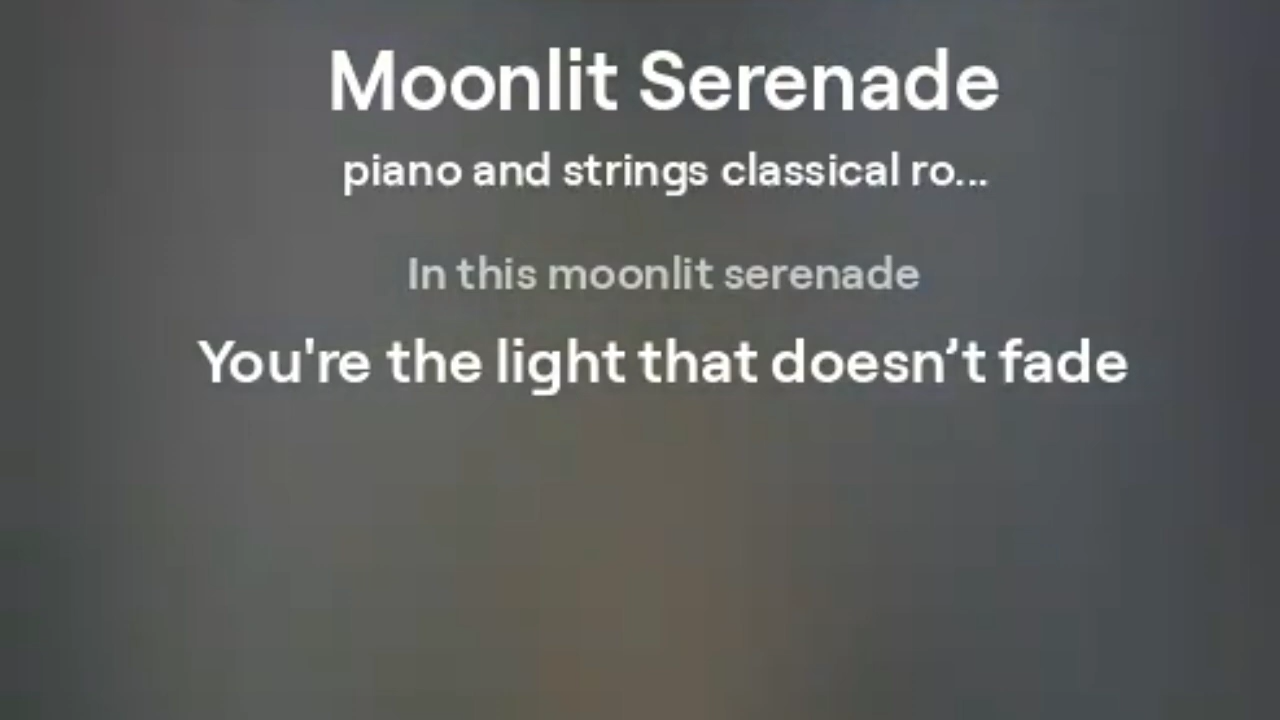 Moonlit Serenade
piano and strings classical ro...
In this moonlit serenade
You're the light that doesn’t fade